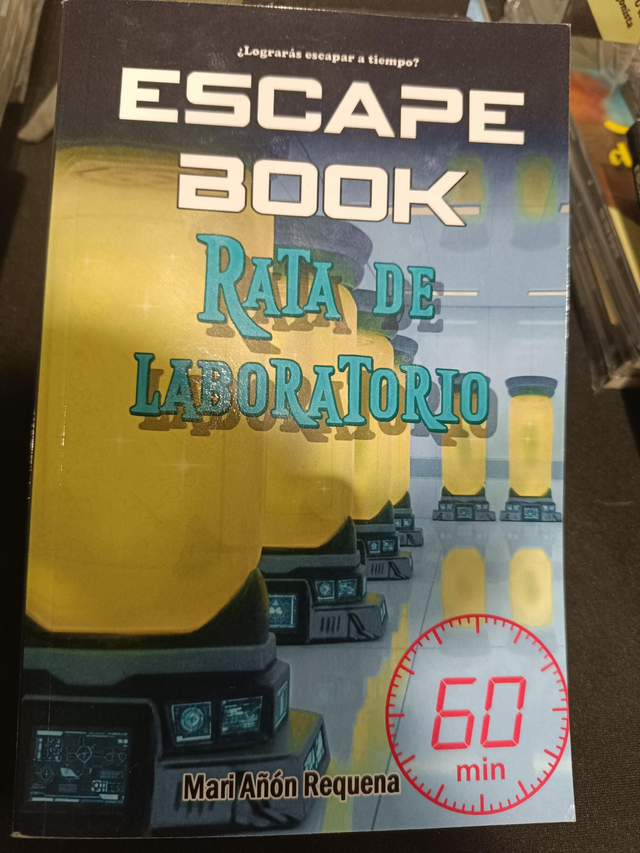 ¿Lograrás escapar a tiempo?
ESCAPE
BOOK
RATA DE
LABORATORIO
60
min
Mari Añón Requena